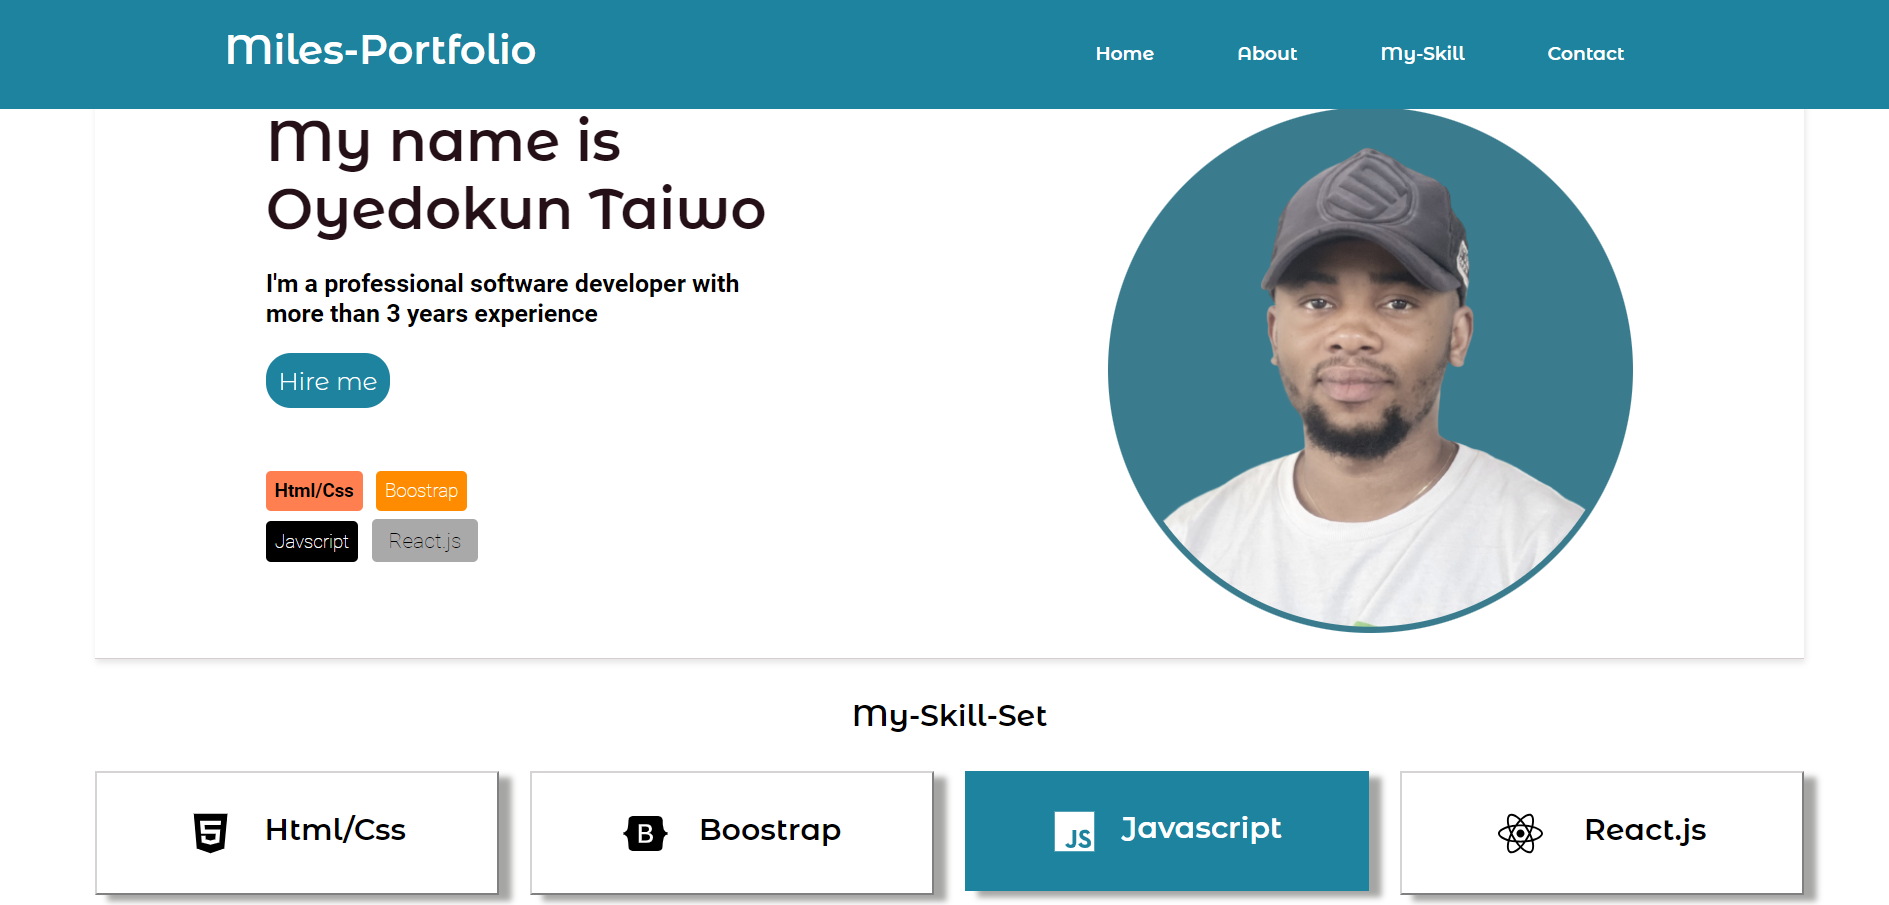 Miles-Portfolio
Home About My-Skill Contact
My name is
Oyedokun Taiwo
I'm a professional software developer with
more than 3 years experience
Hire me
Html/Css Boostrap
Javscript React.js
My-Skill-Set
5 Html/Css
B Boostrap
JS Javascript
React.js